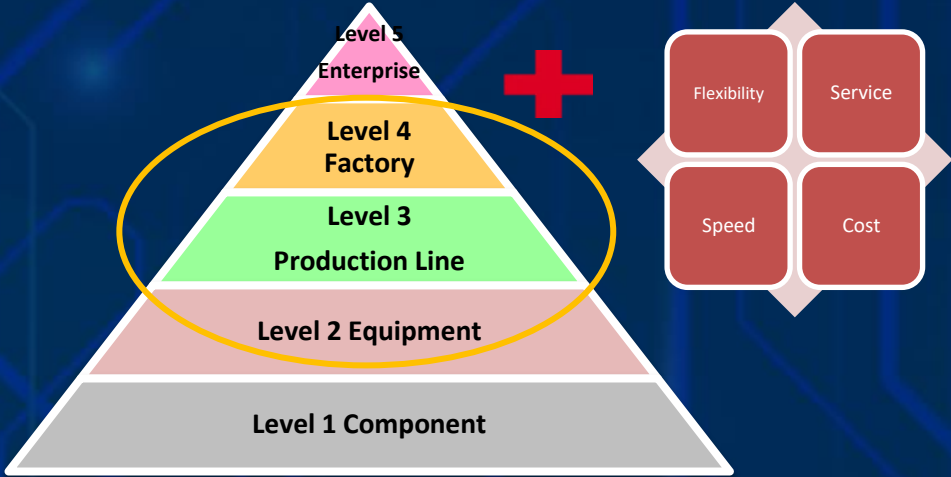 Level 5
Enterprise
Level 4
Factory
Level 3
Production Line
Level 2 Equipment
Level 1 Component
Flexibility
Service
Speed
Cost